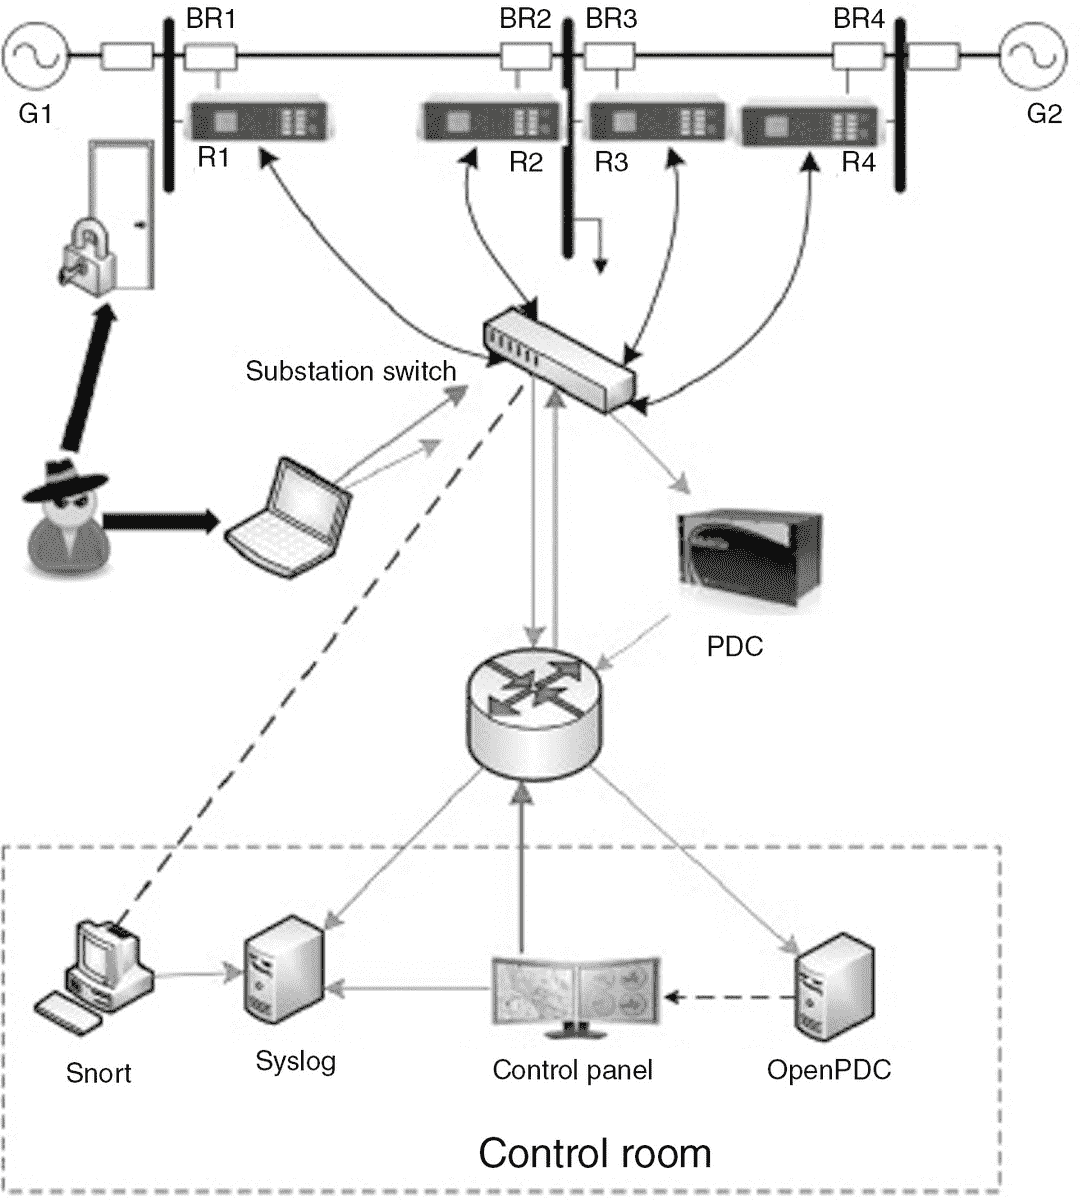 BR1
BR2
BR3
BR4
G1
G2
R1
R2
R3
R4
Substation switch
PDC
Snort
Syslog
Control panel
OpenPDC
Control room